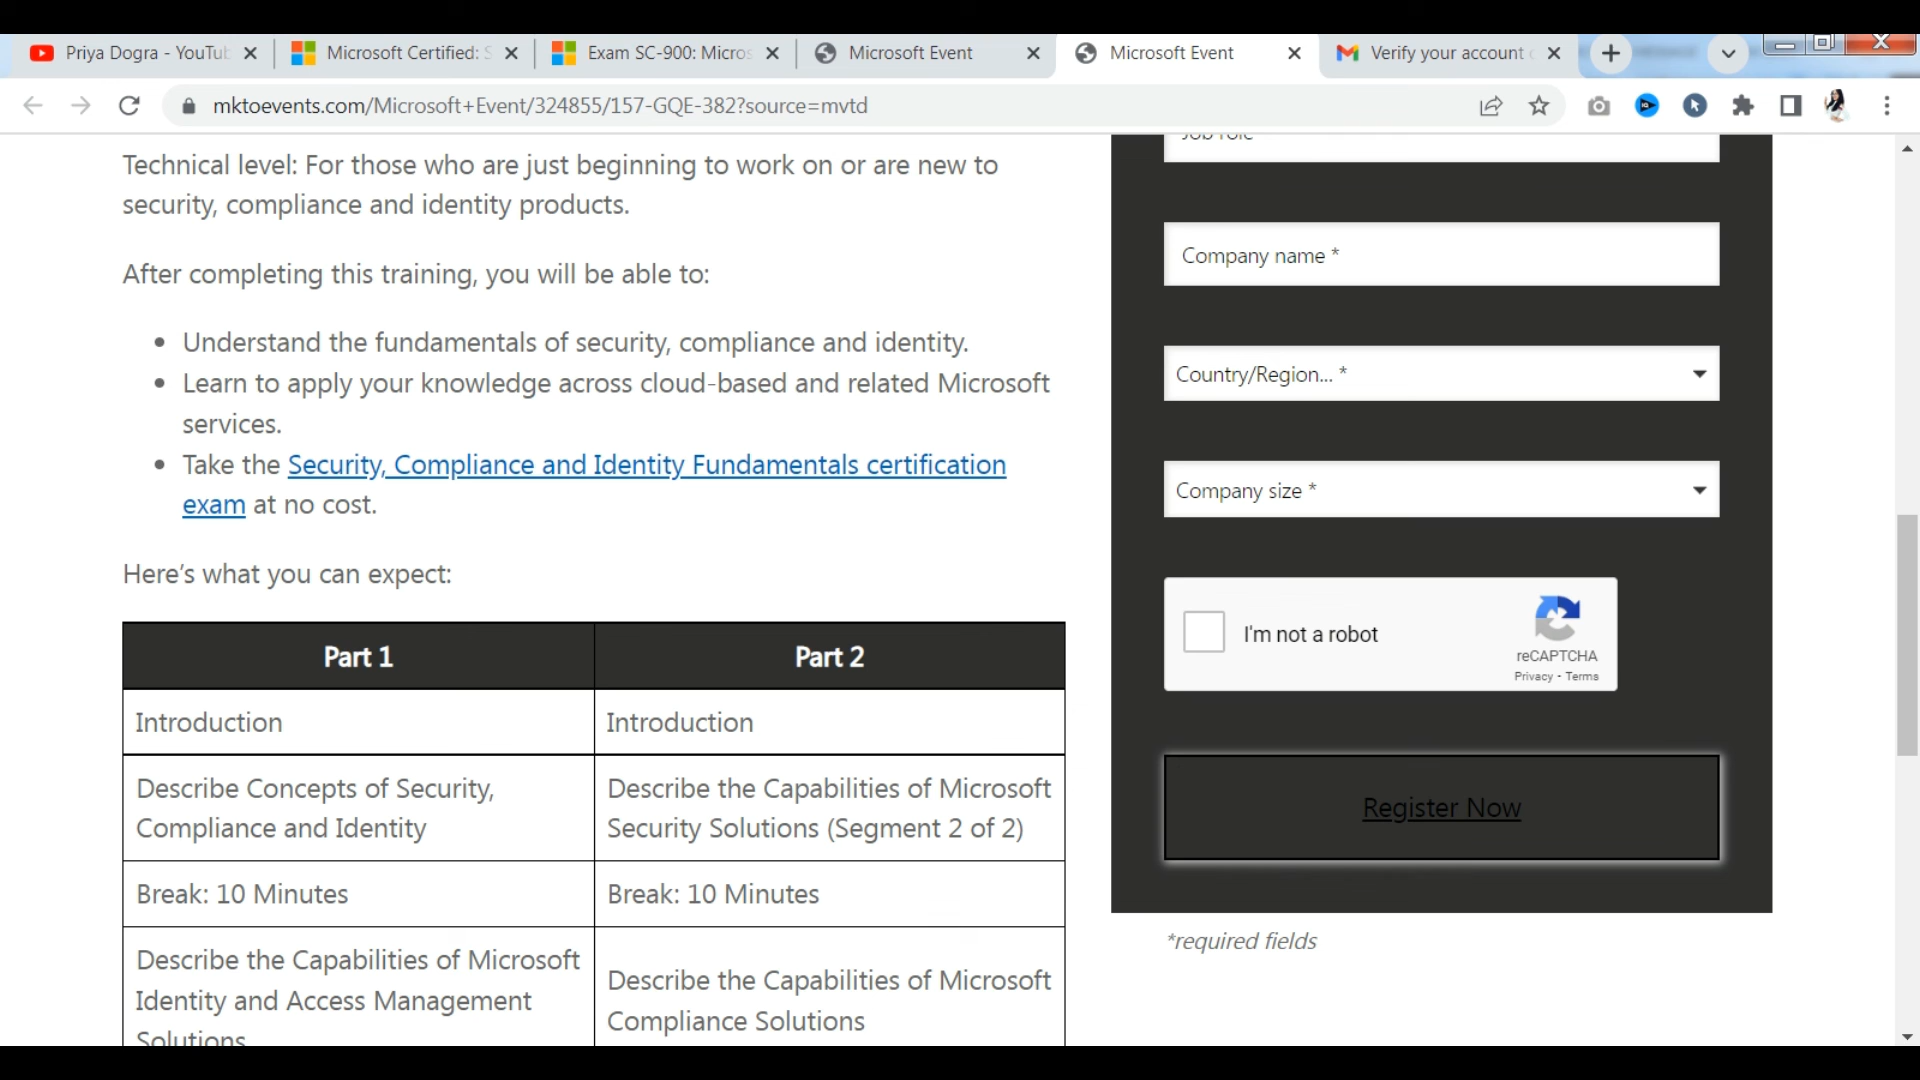 Priya Dogra - YouTub
Microsoft Certified: S
Exam SC-900: Micros
Microsoft Event
Microsoft Event
Verify your account
mktoevents.com/Microsoft+Event/324855/157-GQE-382?source=mvtd
Technical level: For those who are just beginning to work on or are new to
security, compliance and identity products.
After completing this training, you will be able to:
Understand the fundamentals of security, compliance and identity.
Learn to apply your knowledge across cloud-based and related Microsoft
services.
Take the Security, Compliance and Identity Fundamentals certification
exam at no cost.
Here's what you can expect:
Part 1
Part 2
Introduction
Introduction
Describe Concepts of Security,
Compliance and Identity
Describe the Capabilities of Microsoft
Security Solutions (Segment 2 of 2)
Break: 10 Minutes
Break: 10 Minutes
Describe the Capabilities of Microsoft
Identity and Access Management
Solutions
Describe the Capabilities of Microsoft
Compliance Solutions
Job role
Company name *
Country/Region... *
Company size *
I'm not a robot
reCAPTCHA
Privacy - Terms
Register Now
*required fields